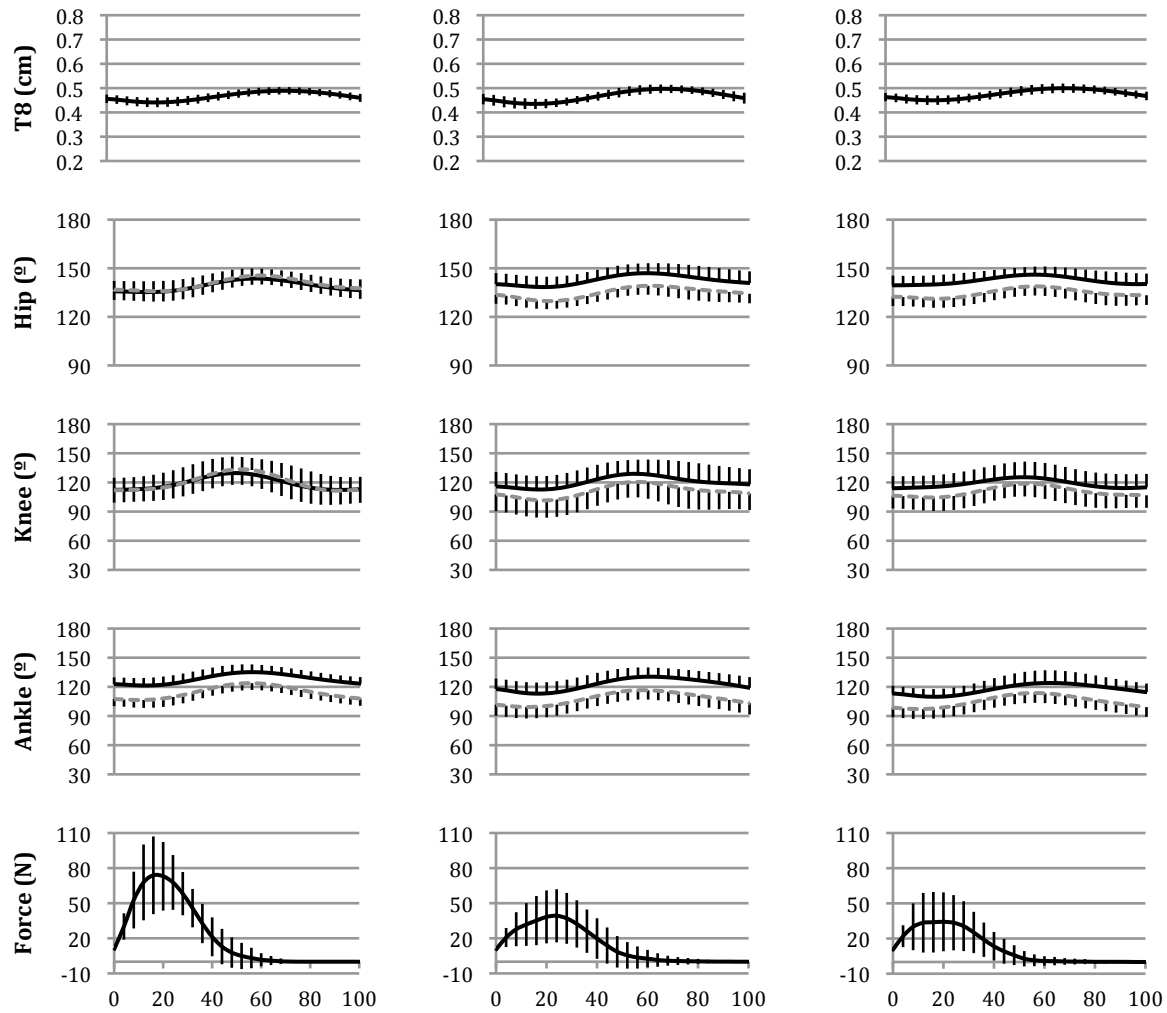 0.8 0.8 0.8
0.7 0.7 0.7
0.6 0.6 0.6
0.5 0.5 0.5
0.4 0.4 0.4
0.3 0.3 0.3
0.2 0.2 0.2
T8 (cm)
180 180 180
150 150 150
120 120 120
90 90 90
Hip (º)
180 180 180
150 150 150
120 120 120
90 90 90
60 60 60
30 30 30
Knee (º)
180 180 180
150 150 150
120 120 120
90 90 90
60 60 60
30 30 30
Ankle (º)
110 110 110
80 80 80
50 50 50
20 20 20
-10 -10 -10
Force (N)
0 20 40 60 80 100 0 20 40 60 80 100 0 20 40 60 80 100